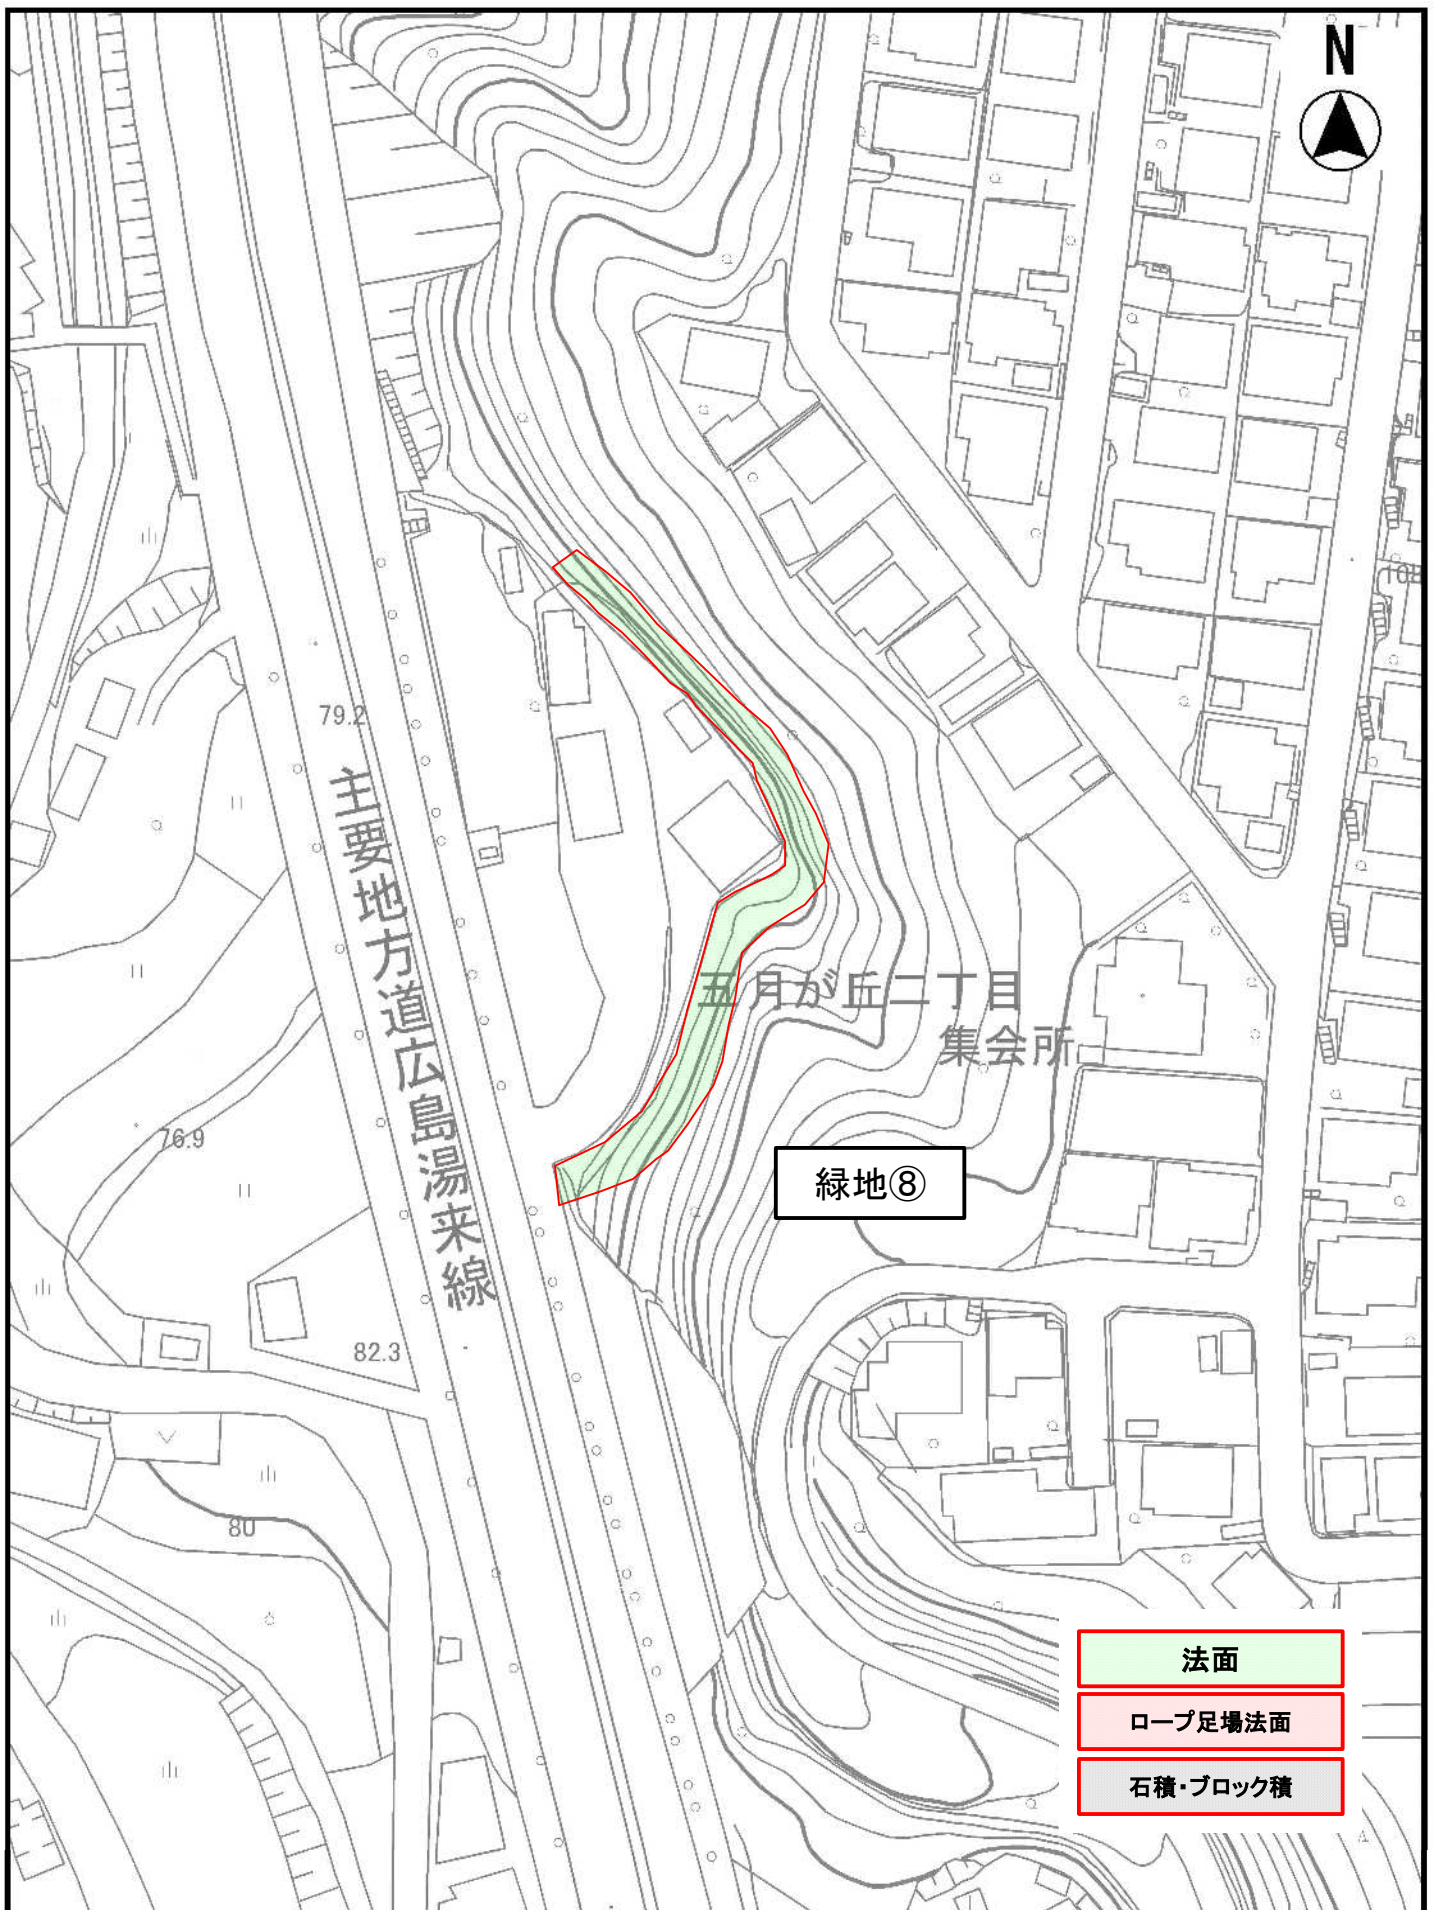 N
108
79.2
主要地方道広島湯来線
五月が丘二丁目
集会所
76.9
緑地⑧
82.3
80
法面
ロープ足場法面
石積・ブロック積